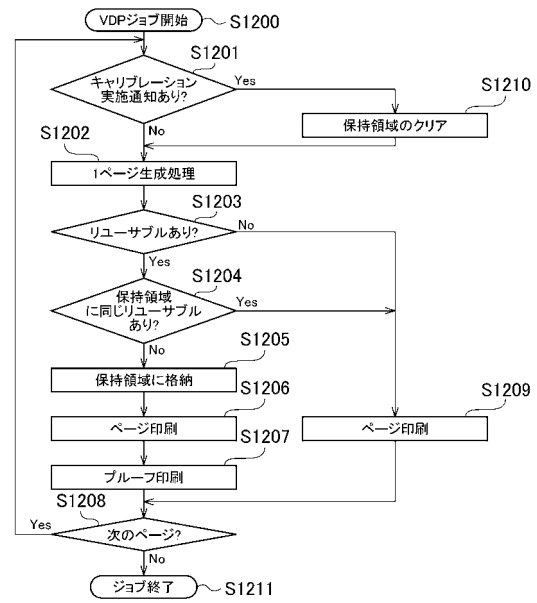 VDPジョブ開始
S1200
S1201
キャリブレーション
実施通知あり?
Yes
No
S1210
保持領域のクリア
S1202
1ページ生成処理
S1203
リユーサブルあり?
No
Yes
S1204
保持領域
に同じリユーサブル
あり?
Yes
No
S1205
保持領域に格納
S1206
ページ印刷
S1209
ページ印刷
S1207
プルーフ印刷
S1208
次のページ?
Yes
No
ジョブ終了
S1211